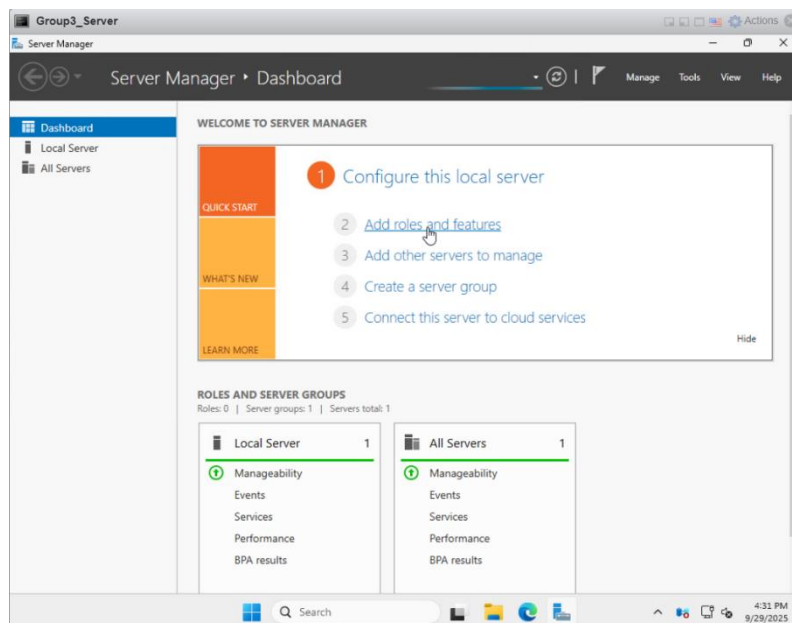 Group3_Server
Actions
Server Manager
Server Manager • Dashboard
Manage Tools View Help
Dashboard
Local Server
All Servers
WELCOME TO SERVER MANAGER
QUICK START
WHAT'S NEW
LEARN MORE
1 Configure this local server
2 Add roles and features
3 Add other servers to manage
4 Create a server group
5 Connect this server to cloud services
Hide
ROLES AND SERVER GROUPS
Roles: 0 | Server groups: 1 | Servers total: 1
Local Server 1
Manageability
Events
Services
Performance
BPA results
All Servers 1
Manageability
Events
Services
Performance
BPA results
Search
4:31 PM
9/29/2025